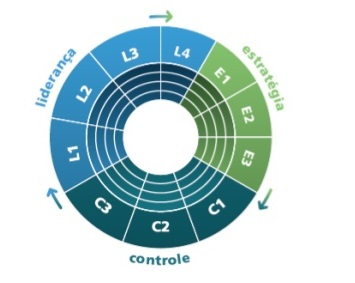 liderança
L1
L2
L3
L4
estratégia
E1
E2
E3
controle
C1
C2
C3